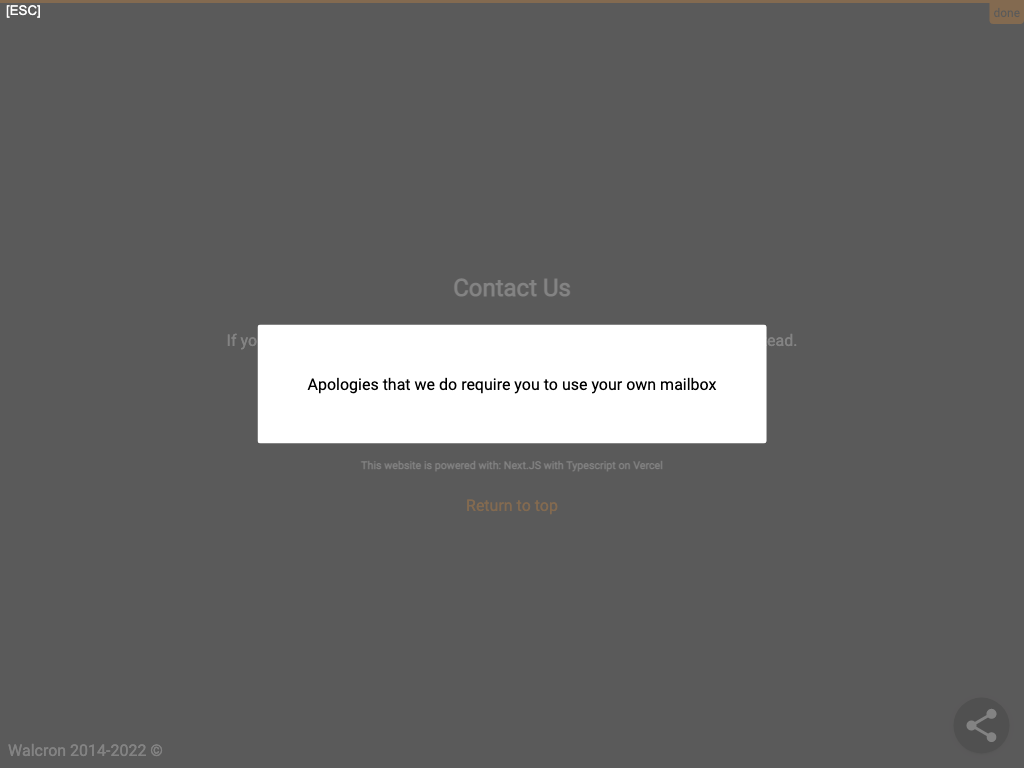 [ESC]
done
Contact Us
If yo
ead.
Apologies that we do require you to use your own mailbox
This website is powered with: Next.JS with Typescript on Vercel
Return to top
Walcron 2014-2022 ©